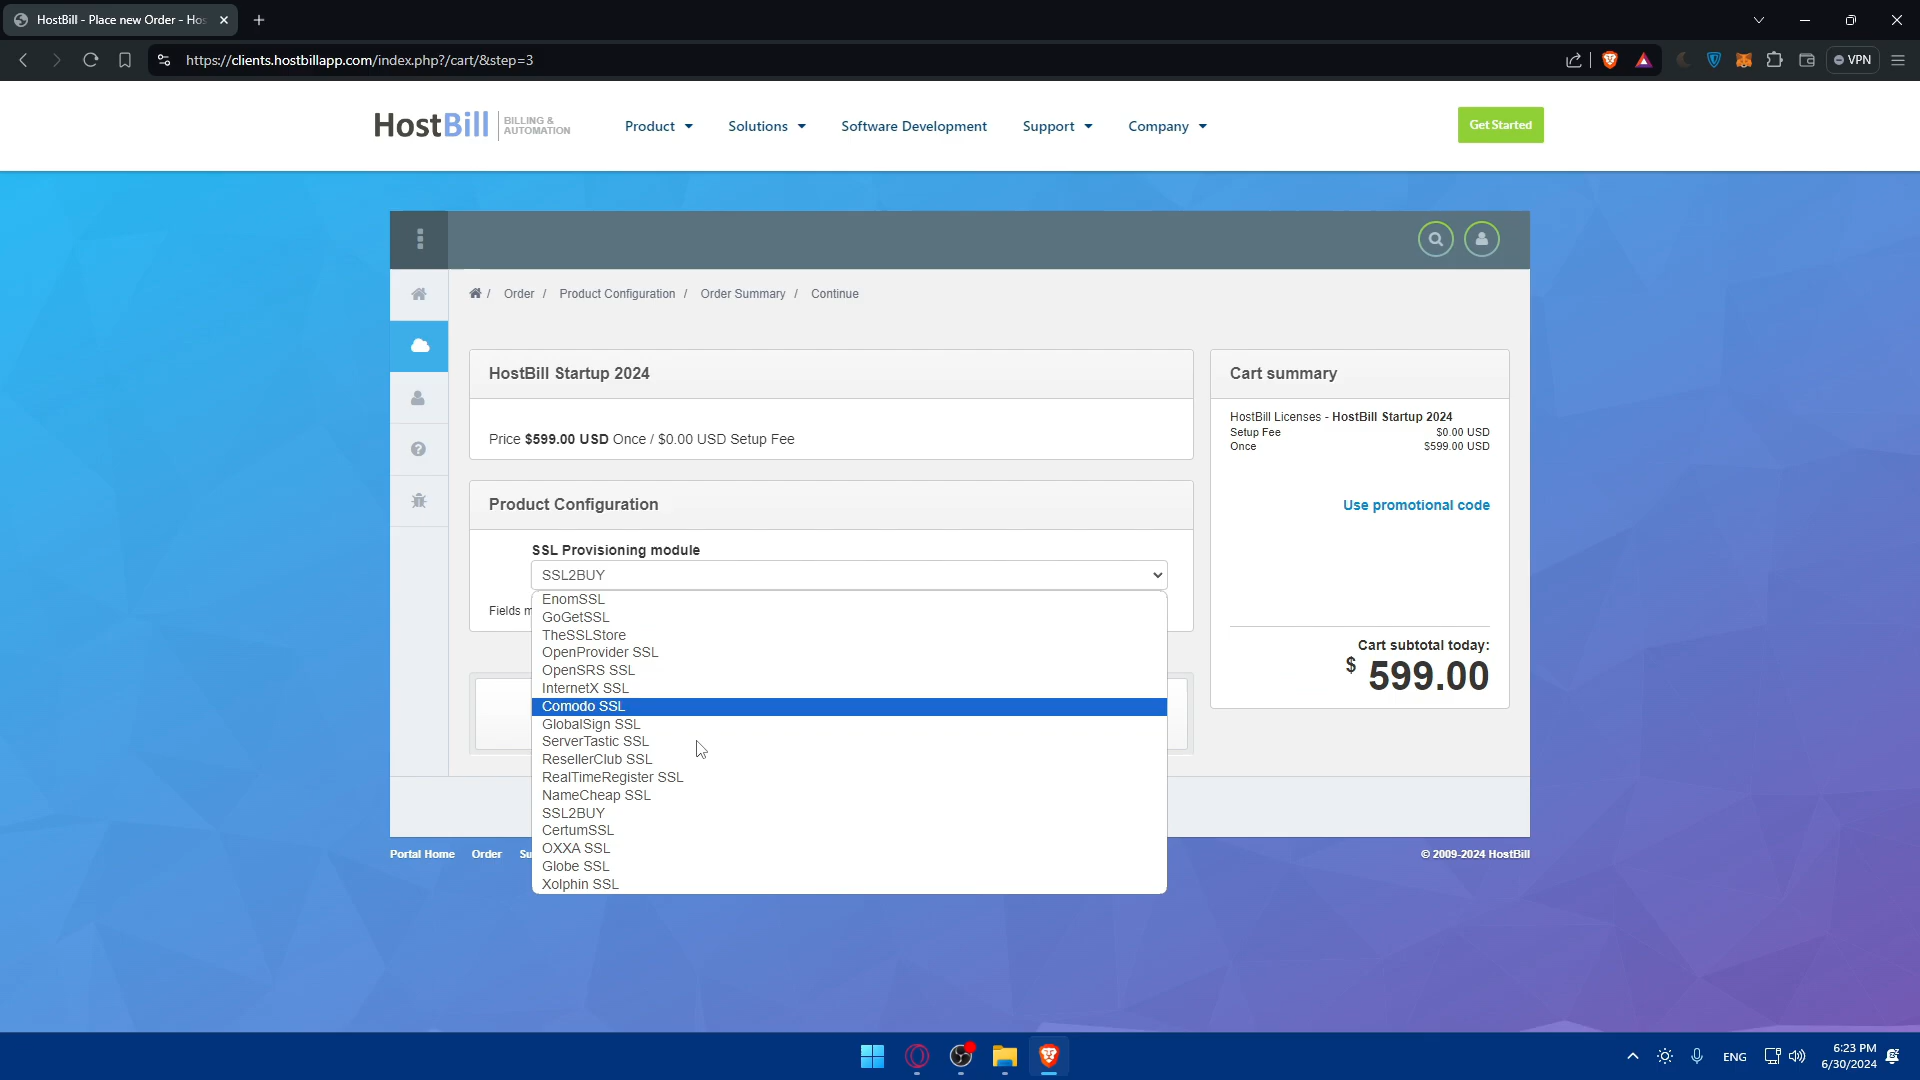 HostBill - Place new Order - Hos
https://clients.hostbillapp.com/index.php?/cart/&step=3
VPN
HostBill BILLING & AUTOMATION
Product
Solutions
Software Development
Support
Company
Get Started
/ Order / Product Configuration / Order Summary / Continue
HostBill Startup 2024
Price $599.00 USD Once / $0.00 USD Setup Fee
Product Configuration
SSL Provisioning module
SSL2BUY
Fields m
EnomSSL
GoGetSSL
TheSSLStore
OpenProvider SSL
OpenSRS SSL
InternetX SSL
Comodo SSL
GlobalSign SSL
ServerTastic SSL
ResellerClub SSL
RealTimeRegister SSL
NameCheap SSL
SSL2BUY
CertumSSL
OXXA SSL
Globe SSL
Xolphin SSL
Cart summary
HostBill Licenses - HostBill Startup 2024
Setup Fee $0.00 USD
Once $599.00 USD
Use promotional code
Cart subtotal today:
$ 599.00
Portal Home Order Su
© 2009-2024 HostBill
ENG
6:23 PM
6/30/2024